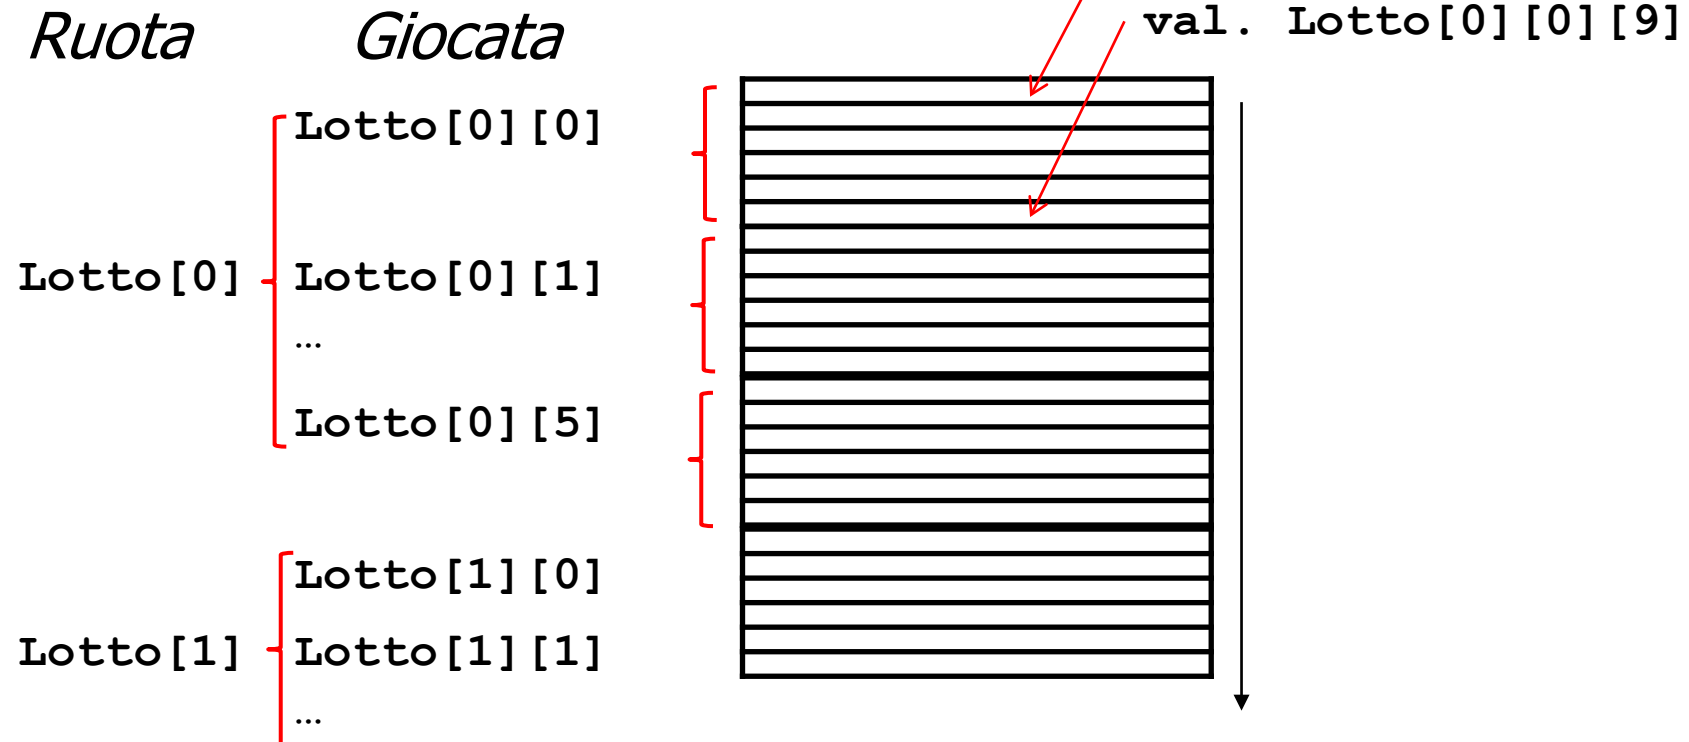 val. Lotto[0][0][9]
Ruota Giocata
Lotto[0][0]
Lotto[0] Lotto[0][1]
…
Lotto[0][5]
Lotto[1][0]
Lotto[1] Lotto[1][1]
…